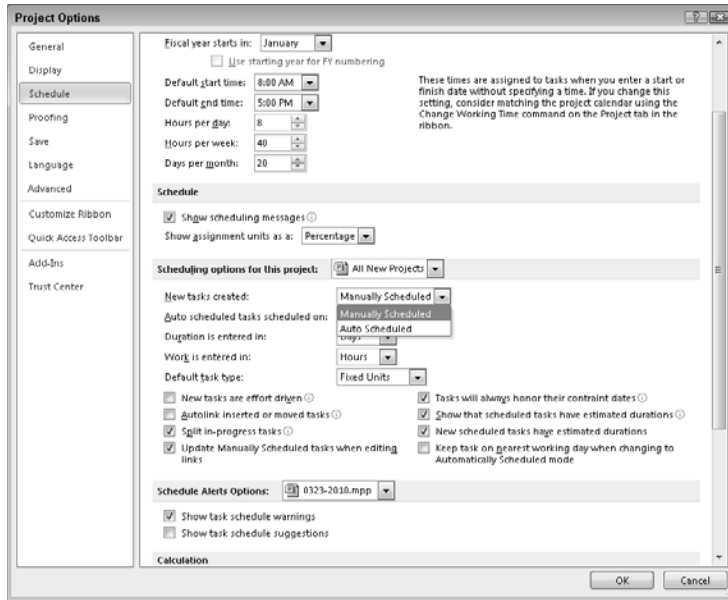 Project Options
General
Display
Schedule
Proofing
Save
Language
Advanced
Customize Ribbon
Quick Access Toolbar
Add-Ins
Trust Center
Fiscal year starts in: January
Use starting year for FY numbering
Default start time: 8:00 AM
Default end time: 5:00 PM
Hours per day: 8
Hours per week: 40
Days per month: 20
These times are assigned to tasks when you enter a start or
finish date without specifying a time. If you change this
setting, consider matching the project calendar using the
Change Working Time command on the Project tab in the
ribbon.
Schedule
Show scheduling messages
Show assignment units as a: Percentage
Scheduling options for this project: All New Projects
New tasks created: Manually Scheduled
Manually Scheduled
Auto scheduled tasks scheduled on:
Auto Scheduled
Duration is entered in: Days
Work is entered in: Hours
Default task type: Fixed Units
New tasks are effort driven
Autolink inserted or moved tasks
Split in-progress tasks
Update Manually Scheduled tasks when editing
links
Tasks will always honor their contraint dates
Show that scheduled tasks have estimated durations
New scheduled tasks have estimated durations
Keep task on nearest working day when changing to
Automatically Scheduled mode
Schedule Alerts Options: 0323-2010.mpp
Show task schedule warnings
Show task schedule suggestions
Calculation
OK
Cancel